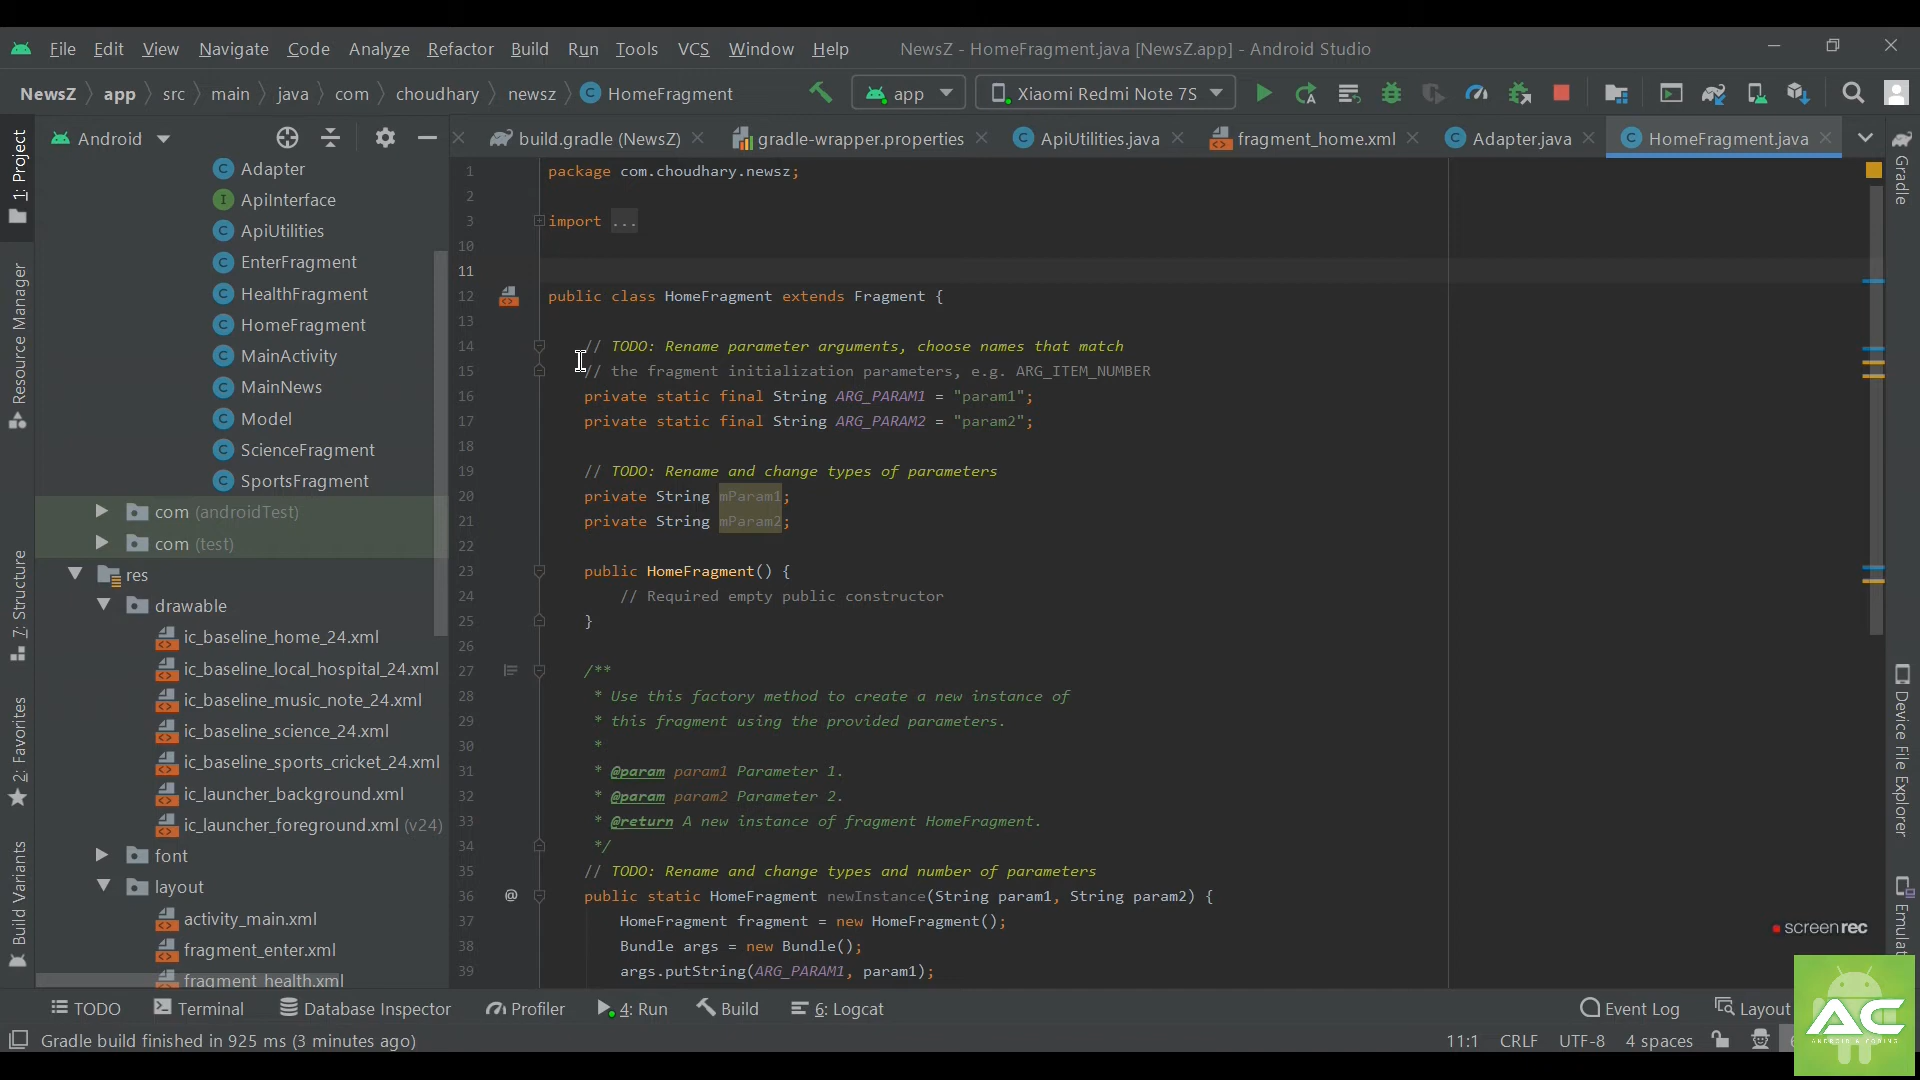 File Edit View Navigate Code Analyze Refactor Build Run Tools VCS Window Help NewsZ - HomeFragment.java [NewsZ.app] - Android Studio
NewsZ app src main java com choudhary newsz HomeFragment app Xiaomi Redmi Note 7S
Android build.gradle (NewsZ) gradle-wrapper.properties ApiUtilities.java fragment_home.xml Adapter.java HomeFragment.java
1: Project
Resource Manager
7: Structure
2: Favorites
Build Variants
Adapter
ApiInterface
ApiUtilities
EnterFragment
HealthFragment
HomeFragment
MainActivity
MainNews
Model
ScienceFragment
SportsFragment
com (androidTest)
com (test)
res
drawable
ic_baseline_home_24.xml
ic_baseline_local_hospital_24.xml
ic_baseline_music_note_24.xml
ic_baseline_science_24.xml
ic_baseline_sports_cricket_24.xml
ic_launcher_background.xml
ic_launcher_foreground.xml (v24)
font
layout
activity_main.xml
fragment_enter.xml
fragment_health.xml
1 package com.choudhary.newsz;
2
3 import ...
10
11
12 public class HomeFragment extends Fragment {
13
14 // TODO: Rename parameter arguments, choose names that match
15 // the fragment initialization parameters, e.g. ARG_ITEM_NUMBER
16 private static final String ARG_PARAM1 = "param1";
17 private static final String ARG_PARAM2 = "param2";
18
19 // TODO: Rename and change types of parameters
20 private String mParam1;
21 private String mParam2;
22
23 public HomeFragment() {
24 // Required empty public constructor
25 }
26
27 /**
28 * Use this factory method to create a new instance of
29 * this fragment using the provided parameters.
30 *
31 * @param param1 Parameter 1.
32 * @param param2 Parameter 2.
33 * @return A new instance of fragment HomeFragment.
34 */
35 // TODO: Rename and change types and number of parameters
36 public static HomeFragment newInstance(String param1, String param2) {
37 HomeFragment fragment = new HomeFragment();
38 Bundle args = new Bundle();
39 args.putString(ARG_PARAM1, param1);
Gradle
Device File Explorer
Emulat
screenrec
TODO Terminal Database Inspector Profiler 4: Run Build 6: Logcat Event Log Layout
Gradle build finished in 925 ms (3 minutes ago) 11:1 CRLF UTF-8 4 spaces
AC
ANDROID & CODING